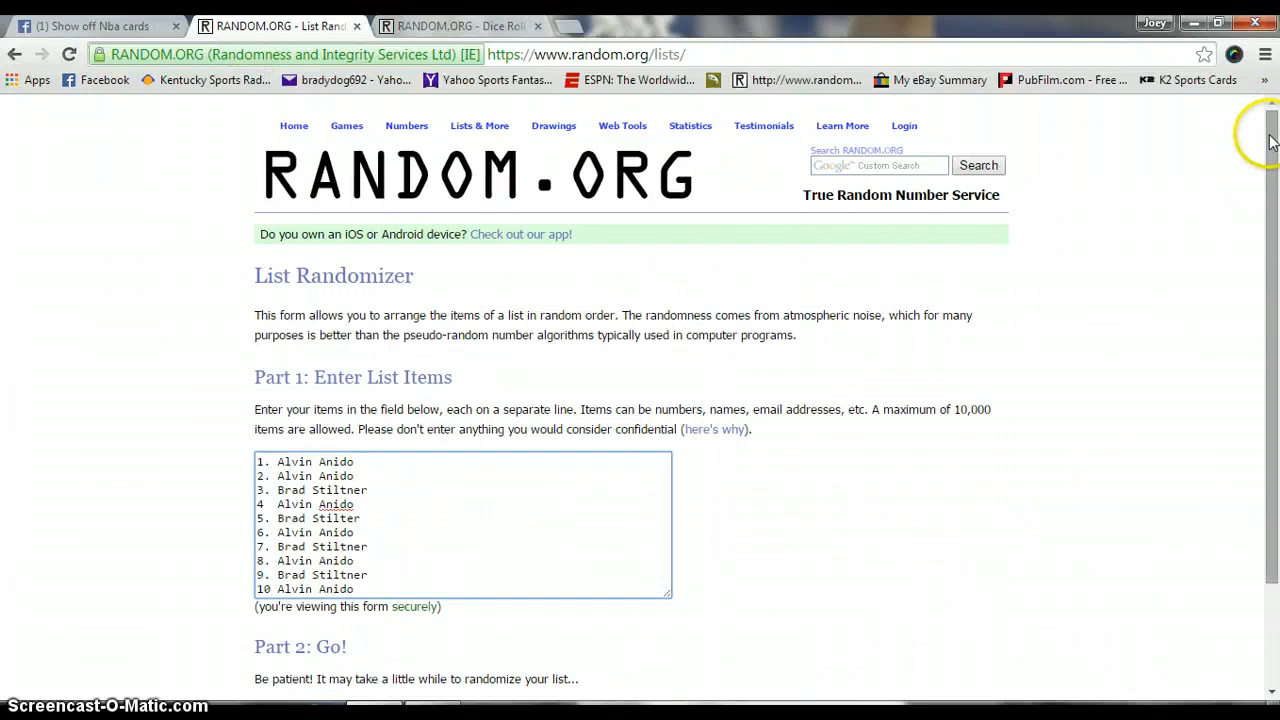 (1) Show off Nba cards
RANDOM.ORG - List Rand
RANDOM.ORG - Dice Roll
Joey
RANDOM.ORG (Randomness and Integrity Services Ltd) [IE]
https://www.random.org/lists/
Apps
Facebook
Kentucky Sports Rad...
bradydog692 - Yaho...
Yahoo Sports Fantas...
ESPN: The Worldwid...
http://www.random...
My eBay Summary
PubFilm.com - Free ...
K2 Sports Cards
»
Home Games Numbers Lists & More Drawings Web Tools Statistics Testimonials Learn More Login
RANDOM.ORG
Search RANDOM.ORG
Google™ Custom Search
Search
True Random Number Service
Do you own an iOS or Android device? Check out our app!
List Randomizer
This form allows you to arrange the items of a list in random order. The randomness comes from atmospheric noise, which for many
purposes is better than the pseudo-random number algorithms typically used in computer programs.
Part 1: Enter List Items
Enter your items in the field below, each on a separate line. Items can be numbers, names, email addresses, etc. A maximum of 10,000
items are allowed. Please don't enter anything you would consider confidential (here's why).
1. Alvin Anido
2. Alvin Anido
3. Brad Stiltner
4  Alvin Anido
5. Brad Stilter
6. Alvin Anido
7. Brad Stiltner
8. Alvin Anido
9. Brad Stiltner
10 Alvin Anido
(you're viewing this form securely)
Part 2: Go!
Be patient! It may take a little while to randomize your list...
Screencast-O-Matic.com